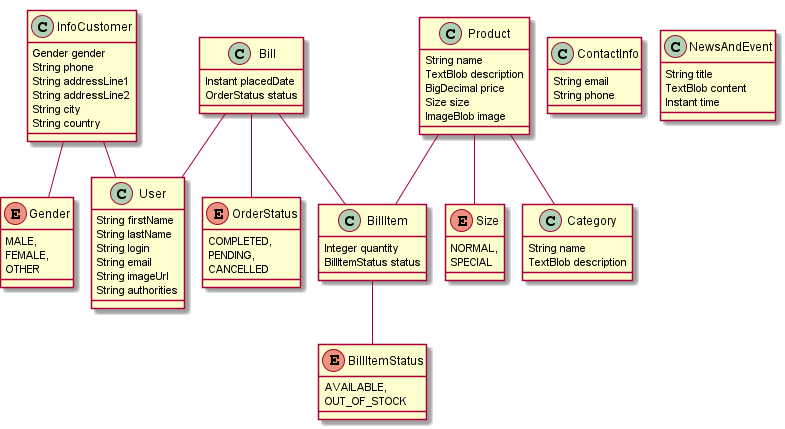 C InfoCustomer
Gender gender
String phone
String addressLine1
String addressLine2
String city
String country
C Bill
Instant placedDate
OrderStatus status
C Product
String name
TextBlob description
BigDecimal price
Size size
ImageBlob image
C ContactInfo
String email
String phone
C NewsAndEvent
String title
TextBlob content
Instant time
E Gender
MALE,
FEMALE,
OTHER
C User
String firstName
String lastName
String login
String email
String imageUrl
String authorities
E OrderStatus
COMPLETED,
PENDING,
CANCELLED
C BillItem
Integer quantity
BillItemStatus status
E Size
NORMAL,
SPECIAL
C Category
String name
TextBlob description
E BillItemStatus
AVAILABLE,
OUT_OF_STOCK